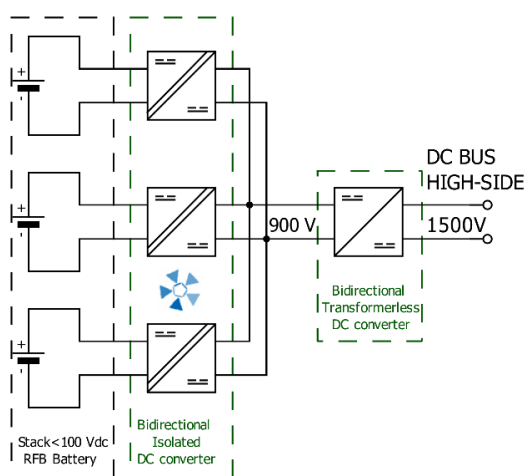 +
-
+
-
+
-
DC BUS
HIGH-SIDE
900 V
1500V
Bidirectional
Transformerless
DC converter
Stack<100 Vdc
RFB Battery
Bidirectional
Isolated
DC converter